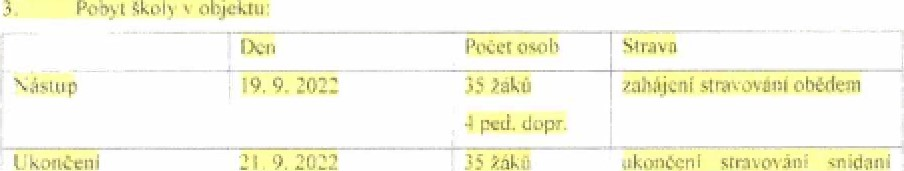 3. Pobyt školy v objektu:
Den Počet osob Strava
Nástup 19. 9. 2022 35 žáků zahájení stravování obědem
4 ped. dopr.
Ukončení 21. 9. 2022 35 žáků ukončení stravování snídaní